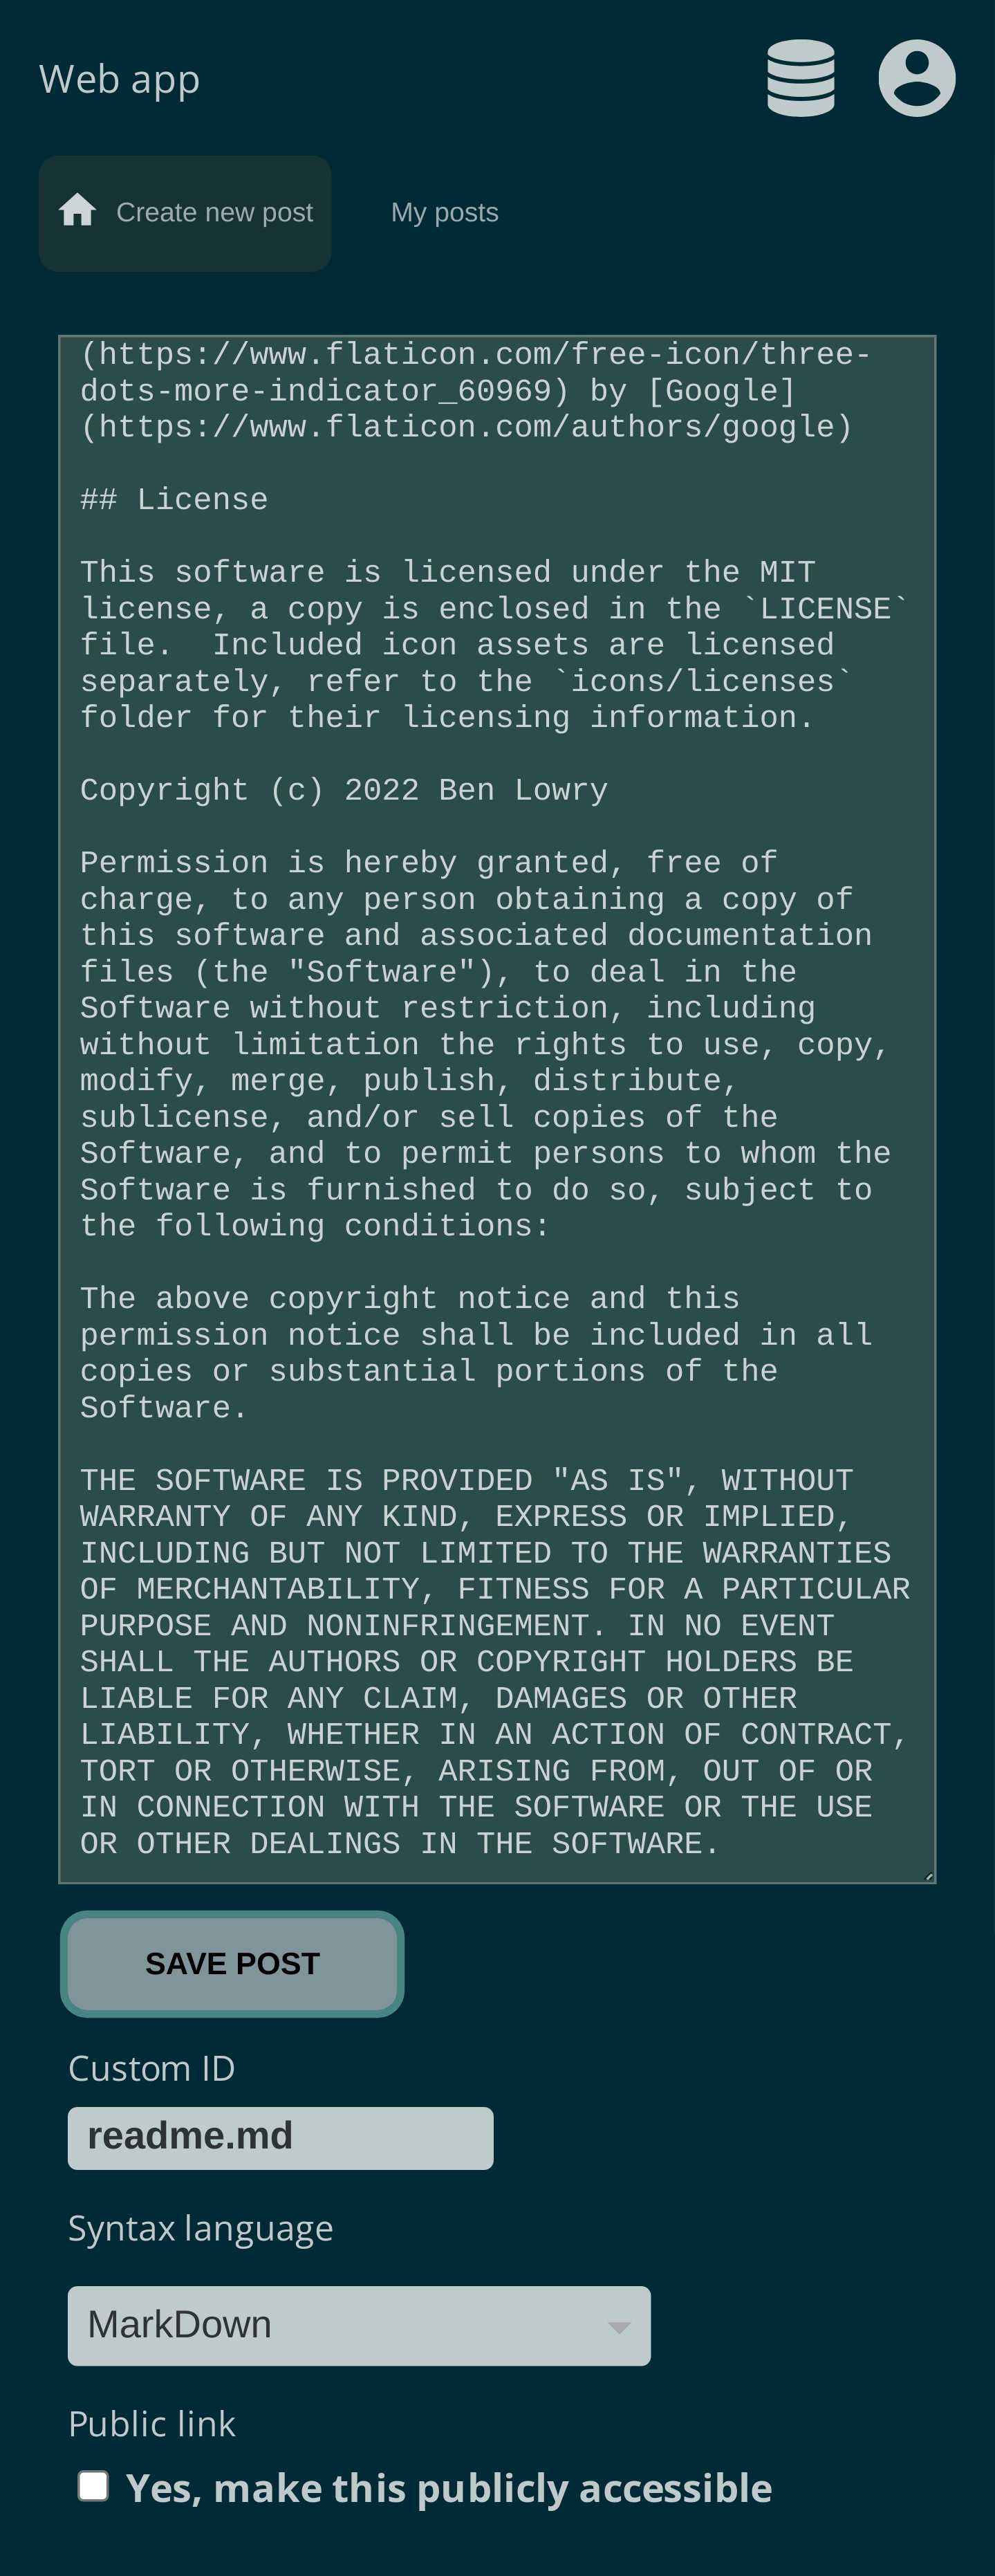 Web app
Create new post
My posts
(https://www.flaticon.com/free-icon/three-
dots-more-indicator_60969) by [Google]
(https://www.flaticon.com/authors/google)
## License
This software is licensed under the MIT
license, a copy is enclosed in the `LICENSE`
file.  Included icon assets are licensed
separately, refer to the `icons/licenses`
folder for their licensing information.
Copyright (c) 2022 Ben Lowry
Permission is hereby granted, free of
charge, to any person obtaining a copy of
this software and associated documentation
files (the "Software"), to deal in the
Software without restriction, including
without limitation the rights to use, copy,
modify, merge, publish, distribute,
sublicense, and/or sell copies of the
Software, and to permit persons to whom the
Software is furnished to do so, subject to
the following conditions:
The above copyright notice and this
permission notice shall be included in all
copies or substantial portions of the
Software.
THE SOFTWARE IS PROVIDED "AS IS", WITHOUT
WARRANTY OF ANY KIND, EXPRESS OR IMPLIED,
INCLUDING BUT NOT LIMITED TO THE WARRANTIES
OF MERCHANTABILITY, FITNESS FOR A PARTICULAR
PURPOSE AND NONINFRINGEMENT. IN NO EVENT
SHALL THE AUTHORS OR COPYRIGHT HOLDERS BE
LIABLE FOR ANY CLAIM, DAMAGES OR OTHER
LIABILITY, WHETHER IN AN ACTION OF CONTRACT,
TORT OR OTHERWISE, ARISING FROM, OUT OF OR
IN CONNECTION WITH THE SOFTWARE OR THE USE
OR OTHER DEALINGS IN THE SOFTWARE.
SAVE POST
Custom ID
readme.md
Syntax language
MarkDown
Public link
Yes, make this publicly accessible